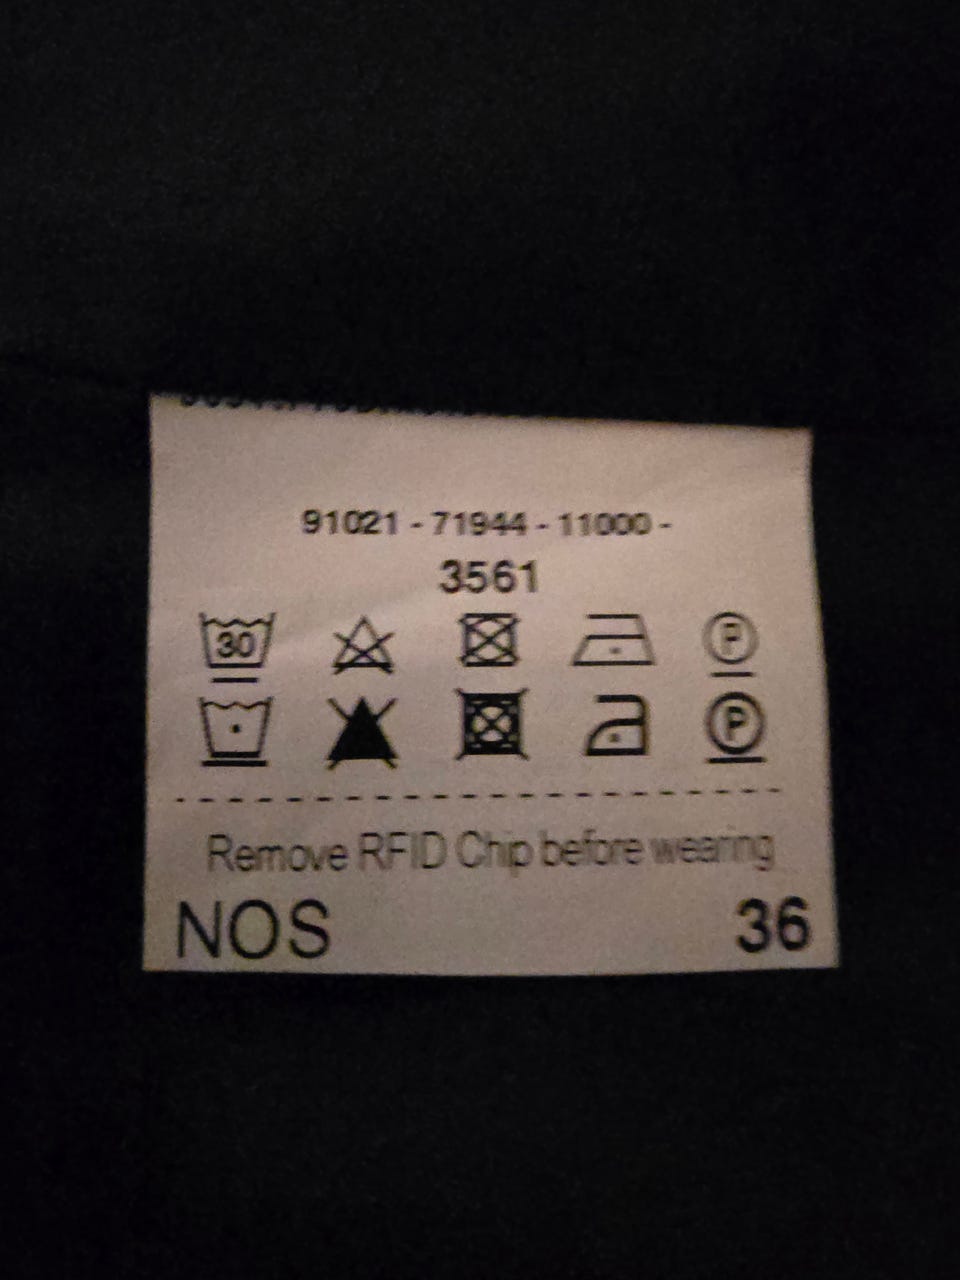 91021 - 71944 - 11000 -
3561
30 P
P
Remove RFID Chip before wearing
NOS 36